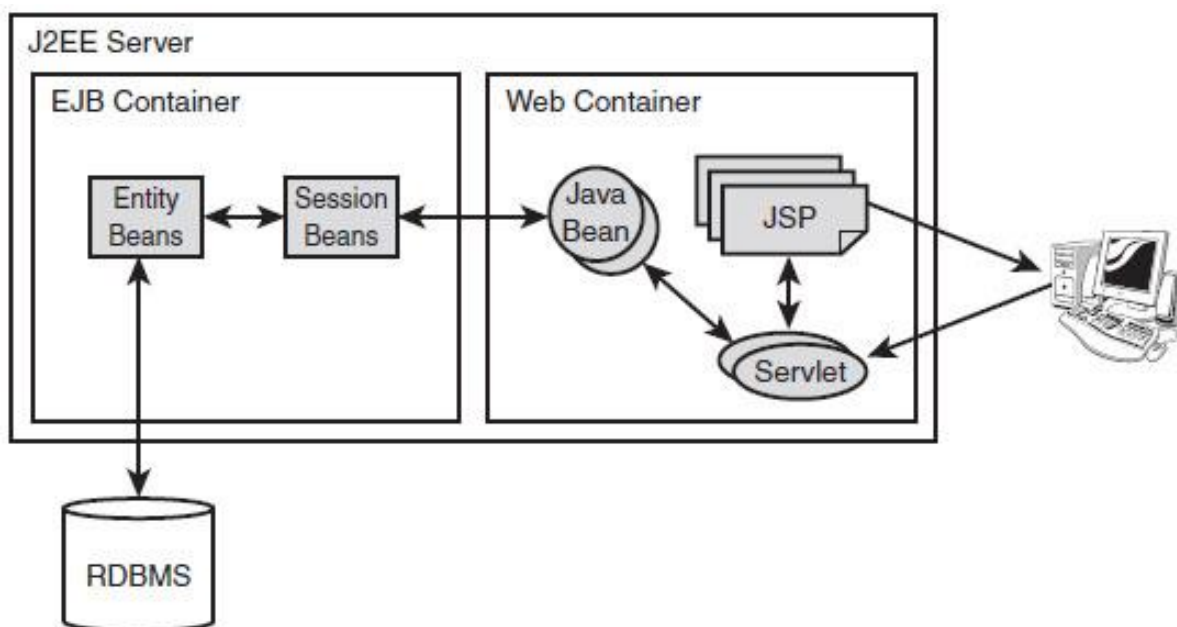 J2EE Server
EJB Container
Entity
Beans
Session
Beans
Web Container
Java
Bean
JSP
Servlet
RDBMS